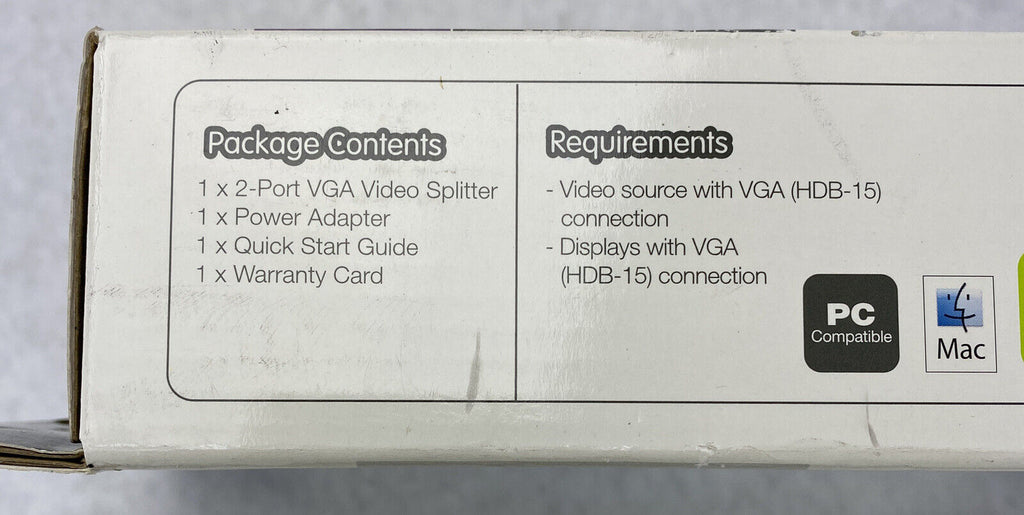 Package Contents
1 x 2-Port VGA Video Splitter
1 x Power Adapter
1 x Quick Start Guide
1 x Warranty Card
Requirements
- Video source with VGA (HDB-15)
connection
- Displays with VGA
(HDB-15) connection
PC
Compatible
Mac